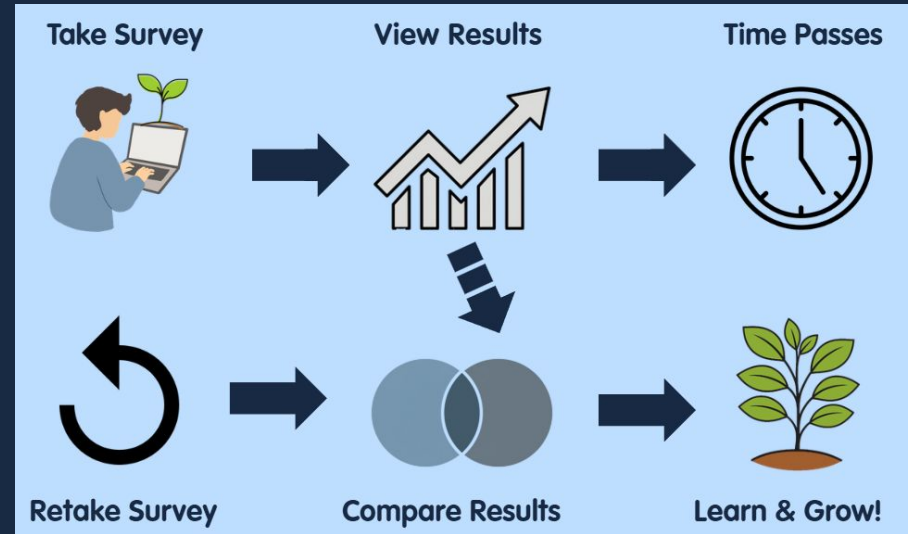 Take Survey
View Results
Time Passes
Retake Survey
Compare Results
Learn & Grow!